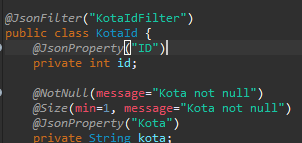 @JsonFilter("KotaIdFilter")
public class KotaId {
@JsonProperty("ID")
private int id;
@NotNull(message="Kota not null")
@Size(min=1, message="Kota not null")
@JsonProperty("Kota")
private String kota;